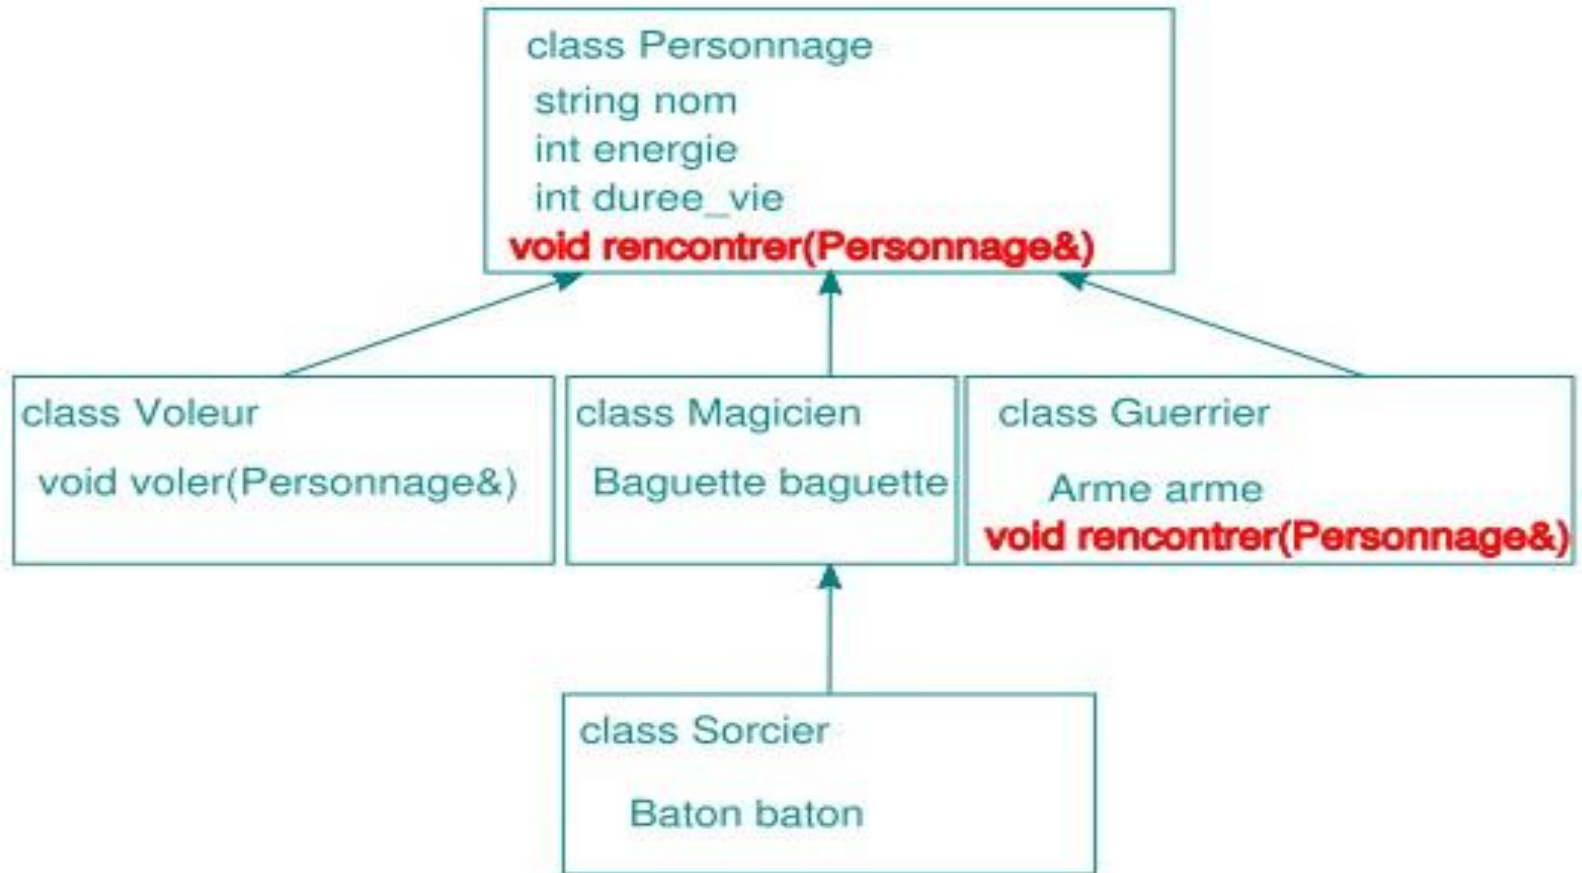 class Personnage
string nom
int energie
int duree_vie
void rencontrer(Personnage&)
class Voleur
void voler(Personnage&)
class Magicien
Baguette baguette
class Guerrier
Arme arme
void rencontrer(Personnage&)
class Sorcier
Baton baton